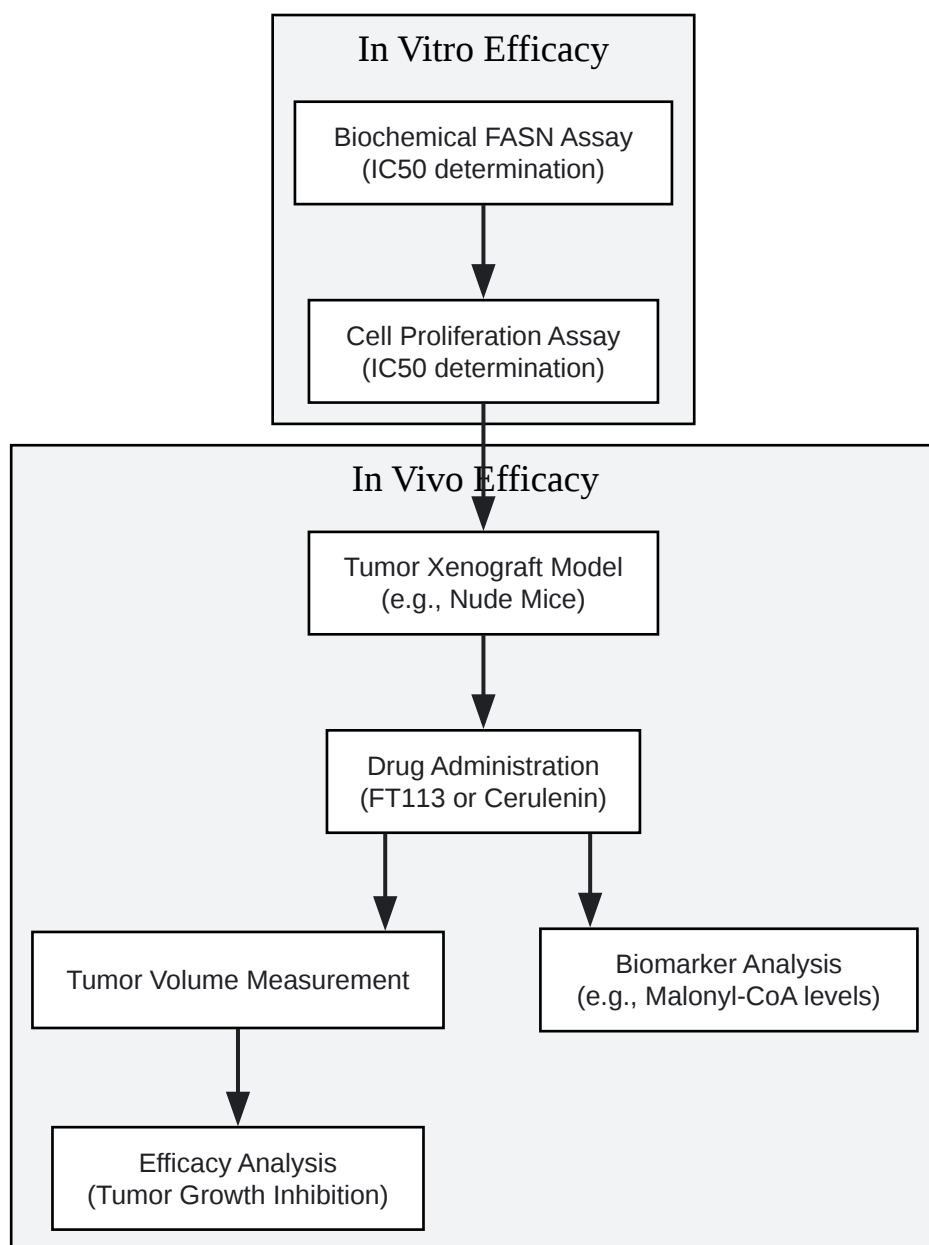 In Vitro Efficacy
Biochemical FASN Assay
(IC50 determination)
Cell Proliferation Assay
(IC50 determination)
In Vivo Efficacy
Tumor Xenograft Model
(e.g., Nude Mice)
Drug Administration
(FT113 or Cerulenin)
Tumor Volume Measurement
Biomarker Analysis
(e.g., Malonyl-CoA levels)
Efficacy Analysis
(Tumor Growth Inhibition)